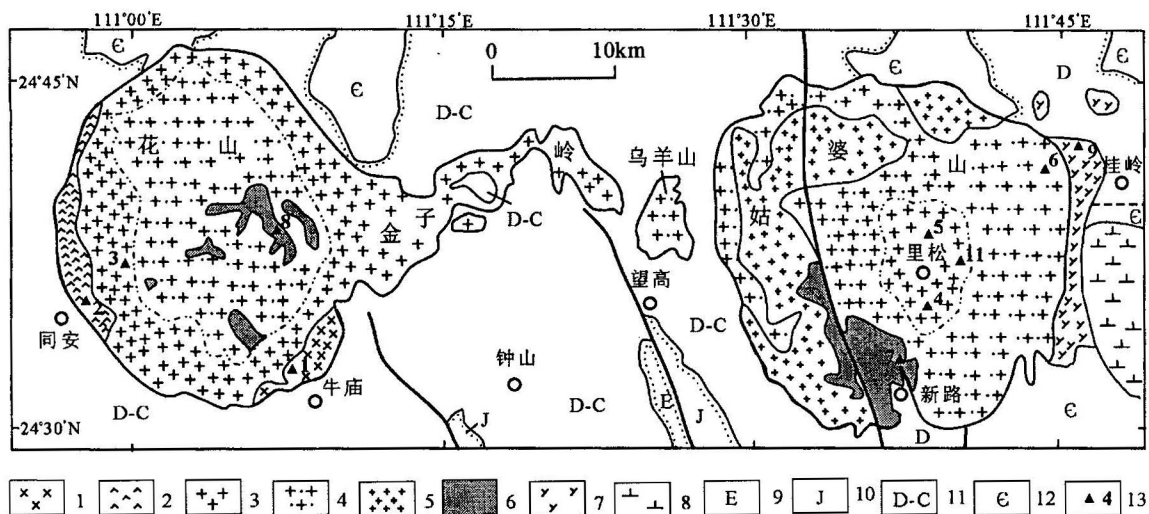 111°00′E 111°15′E 111°30′E 111°45′E
24°45′N
24°30′N
0 10km
Є
Є
Є
Є
D
D-C
花 山
岭
乌羊山
婆
山
姑
子
金
D-C
桂岭
Є
9
6
8
3
5
里松
11
4
望高
D-C
同安
1
牛庙
钟山
7
新路
D-C
J
D-C
E
J
D
Є
1 2 3 4 5 6 7 8 E 9 J 10 D-C 11 Є 12 4 13